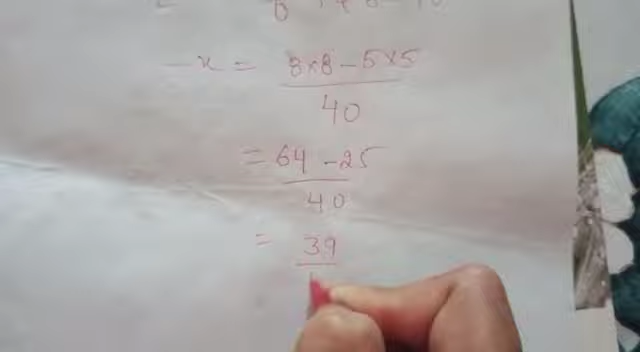 -x = 8×8-5×5
40
= 64-25
40
= 39